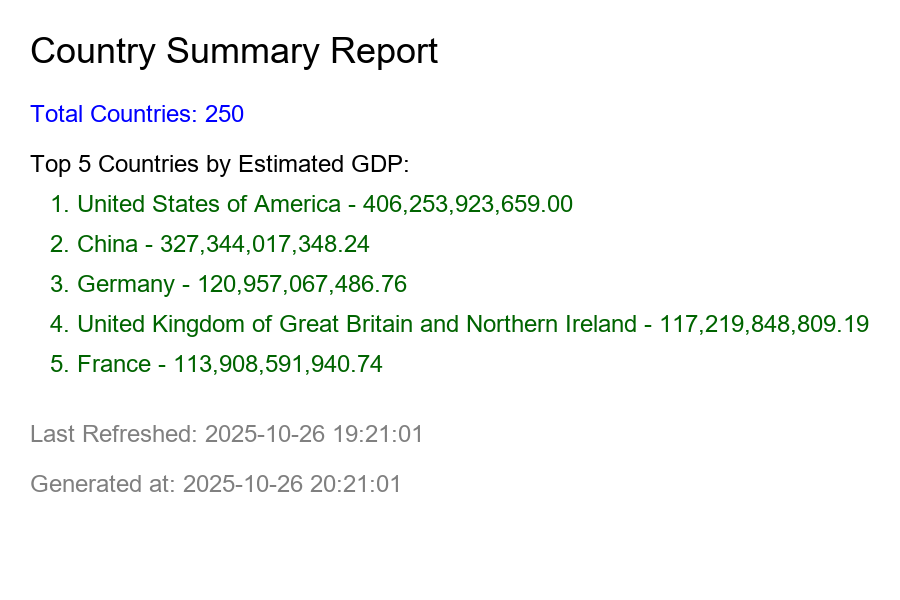 Country Summary Report
Total Countries: 250
Top 5 Countries by Estimated GDP:
1. United States of America - 406,253,923,659.00
2. China - 327,344,017,348.24
3. Germany - 120,957,067,486.76
4. United Kingdom of Great Britain and Northern Ireland - 117,219,848,809.19
5. France - 113,908,591,940.74
Last Refreshed: 2025-10-26 19:21:01
Generated at: 2025-10-26 20:21:01